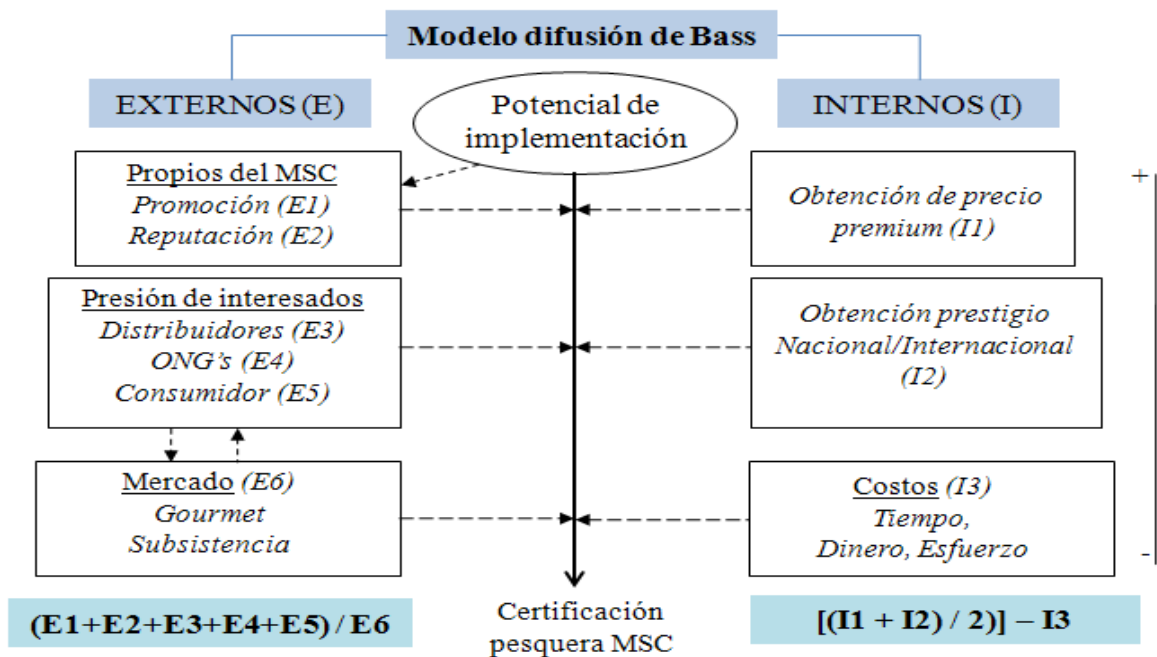 Modelo difusión de Bass
EXTERNOS (E)
Potencial de
implementación
INTERNOS (I)
Propios del MSC
Promoción (E1)
Reputación (E2)
Obtención de precio
premium (I1)
+
Presión de interesados
Distribuidores (E3)
ONG’s (E4)
Consumidor (E5)
Obtención prestigio
Nacional/Internacional
(I2)
Mercado (E6)
Gourmet
Subsistencia
Costos (I3)
Tiempo,
Dinero, Esfuerzo
-
(E1+E2+E3+E4+E5) / E6
Certificación
pesquera MSC
[(I1 + I2) / 2)] – I3